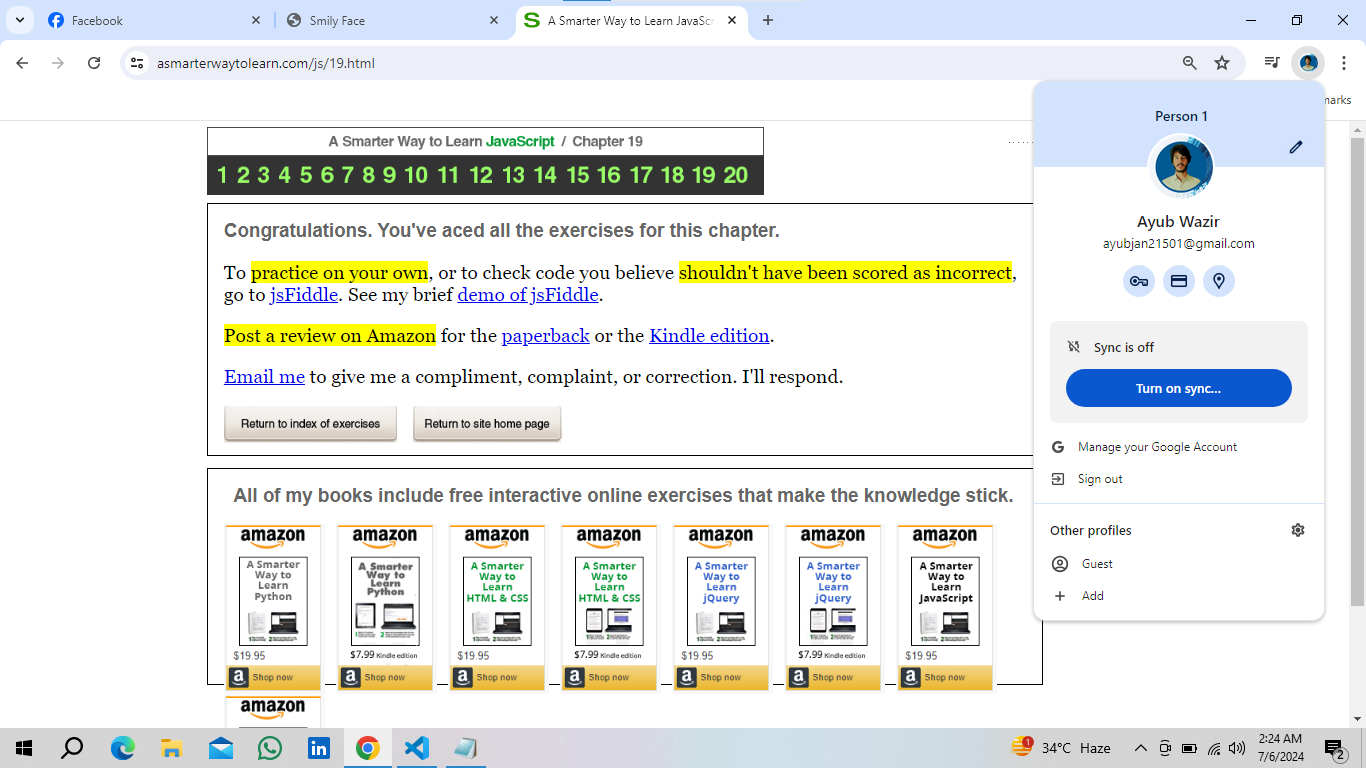 Facebook
Smily Face
A Smarter Way to Learn JavaScr
asmarterwaytolearn.com/js/19.html
marks
A Smarter Way to Learn JavaScript / Chapter 19
1 2 3 4 5 6 7 8 9 10 11 12 13 14 15 16 17 18 19 20
Congratulations. You've aced all the exercises for this chapter.
To practice on your own, or to check code you believe shouldn't have been scored as incorrect,
go to jsFiddle. See my brief demo of jsFiddle.
Post a review on Amazon for the paperback or the Kindle edition.
Email me to give me a compliment, complaint, or correction. I'll respond.
Return to index of exercises
Return to site home page
All of my books include free interactive online exercises that make the knowledge stick.
amazon
A Smarter
Way to
Learn
Python
$19.95
Shop now
amazon
A Smarter
Way to
Learn
Python
$7.99 Kindle edition
Shop now
amazon
A Smarter
Way to
Learn
HTML & CSS
$19.95
Shop now
amazon
A Smarter
Way to
Learn
HTML & CSS
$7.99 Kindle edition
Shop now
amazon
A Smarter
Way to
Learn
jQuery
$19.95
Shop now
amazon
A Smarter
Way to
Learn
jQuery
$7.99 Kindle edition
Shop now
amazon
A Smarter
Way to
Learn
JavaScript
$19.95
Shop now
amazon
Person 1
Ayub Wazir
ayubjan21501@gmail.com
Sync is off
Turn on sync...
Manage your Google Account
Sign out
Other profiles
Guest
Add
1
34°C Haze
2:24 AM
7/6/2024
2